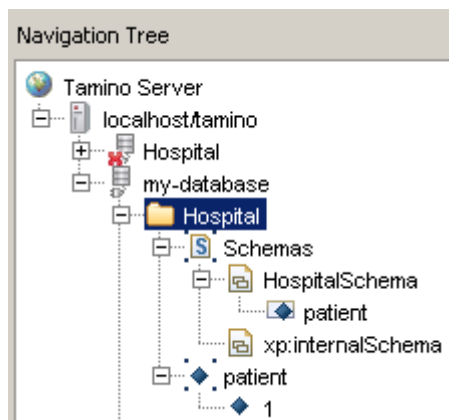 Navigation Tree
Tamino Server
localhost/tamino
Hospital
my-database
Hospital
S Schemas
HospitalSchema
patient
xp:internalSchema
patient
1